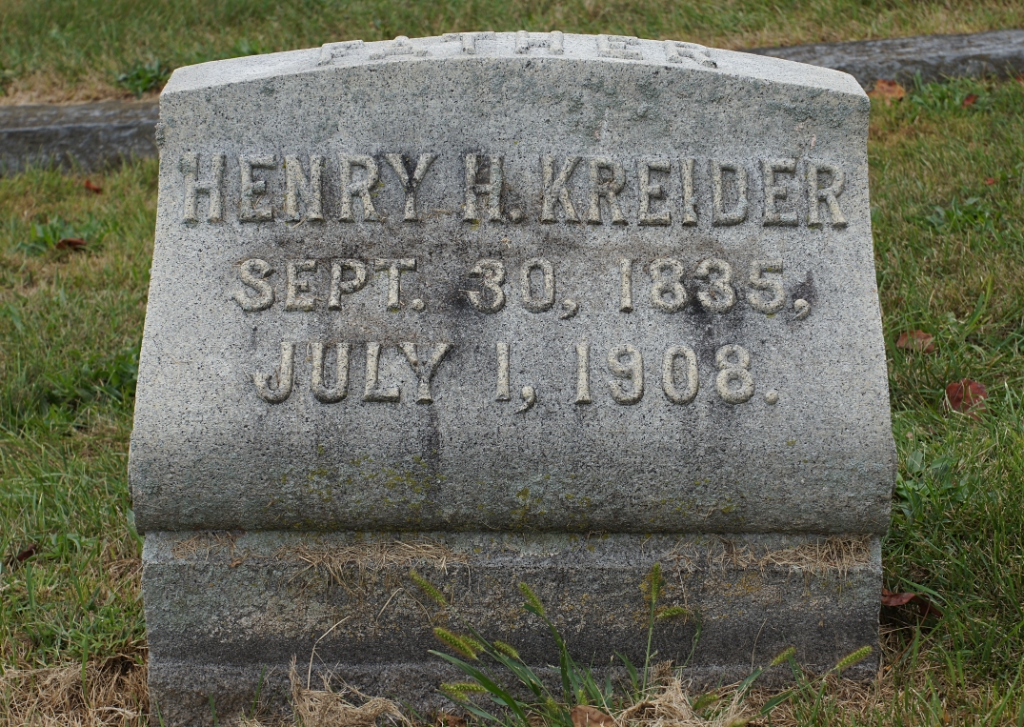 FATHER
HENRY H. KREIDER
SEPT. 30, 1835,
JULY 1, 1908.